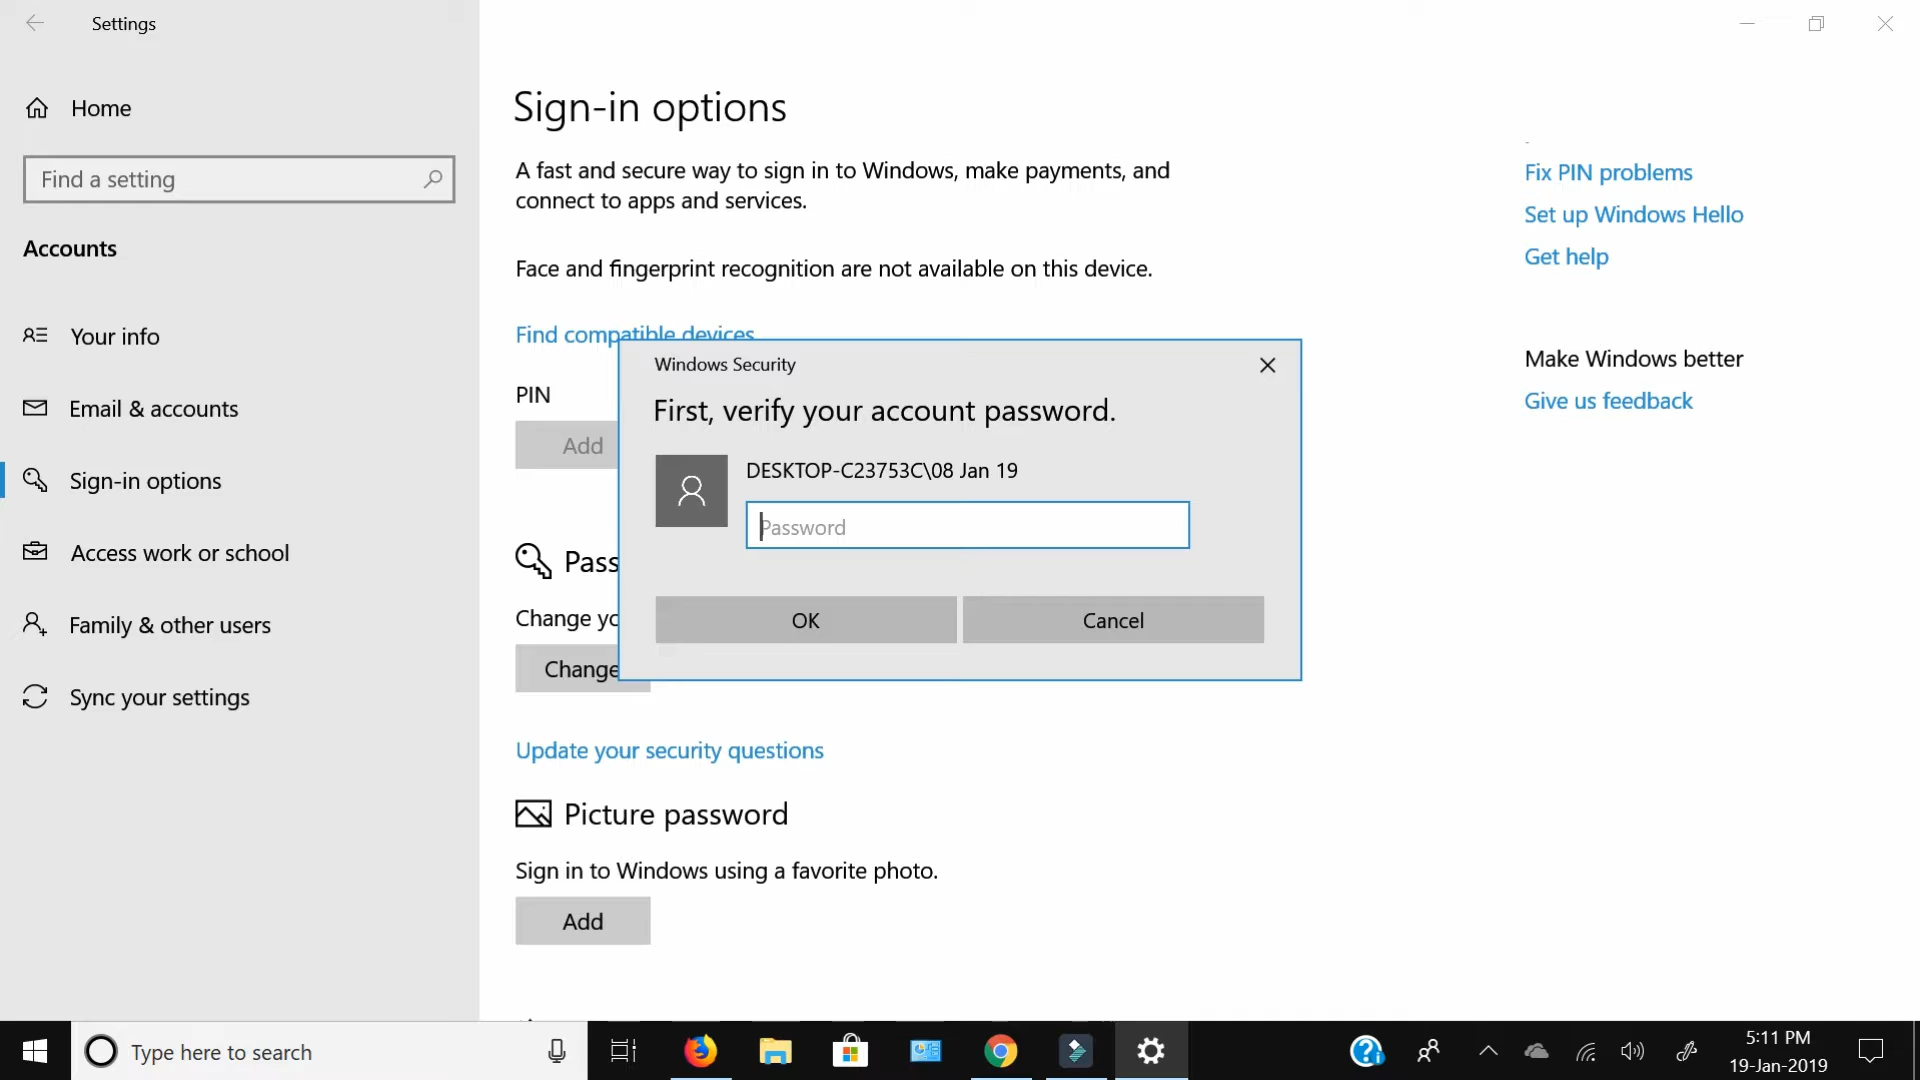 Settings
Home
Find a setting
Accounts
Your info
Email & accounts
Sign-in options
Access work or school
Family & other users
Sync your settings
Sign-in options
A fast and secure way to sign in to Windows, make payments, and
connect to apps and services.
Face and fingerprint recognition are not available on this device.
Find compatible devices
PIN
Add
Pass
Change yo
Change
Update your security questions
Picture password
Sign in to Windows using a favorite photo.
Add
Windows Security
First, verify your account password.
DESKTOP-C23753C\08 Jan 19
Password
OK
Cancel
Fix PIN problems
Set up Windows Hello
Get help
Make Windows better
Give us feedback
Type here to search
5:11 PM
19-Jan-2019